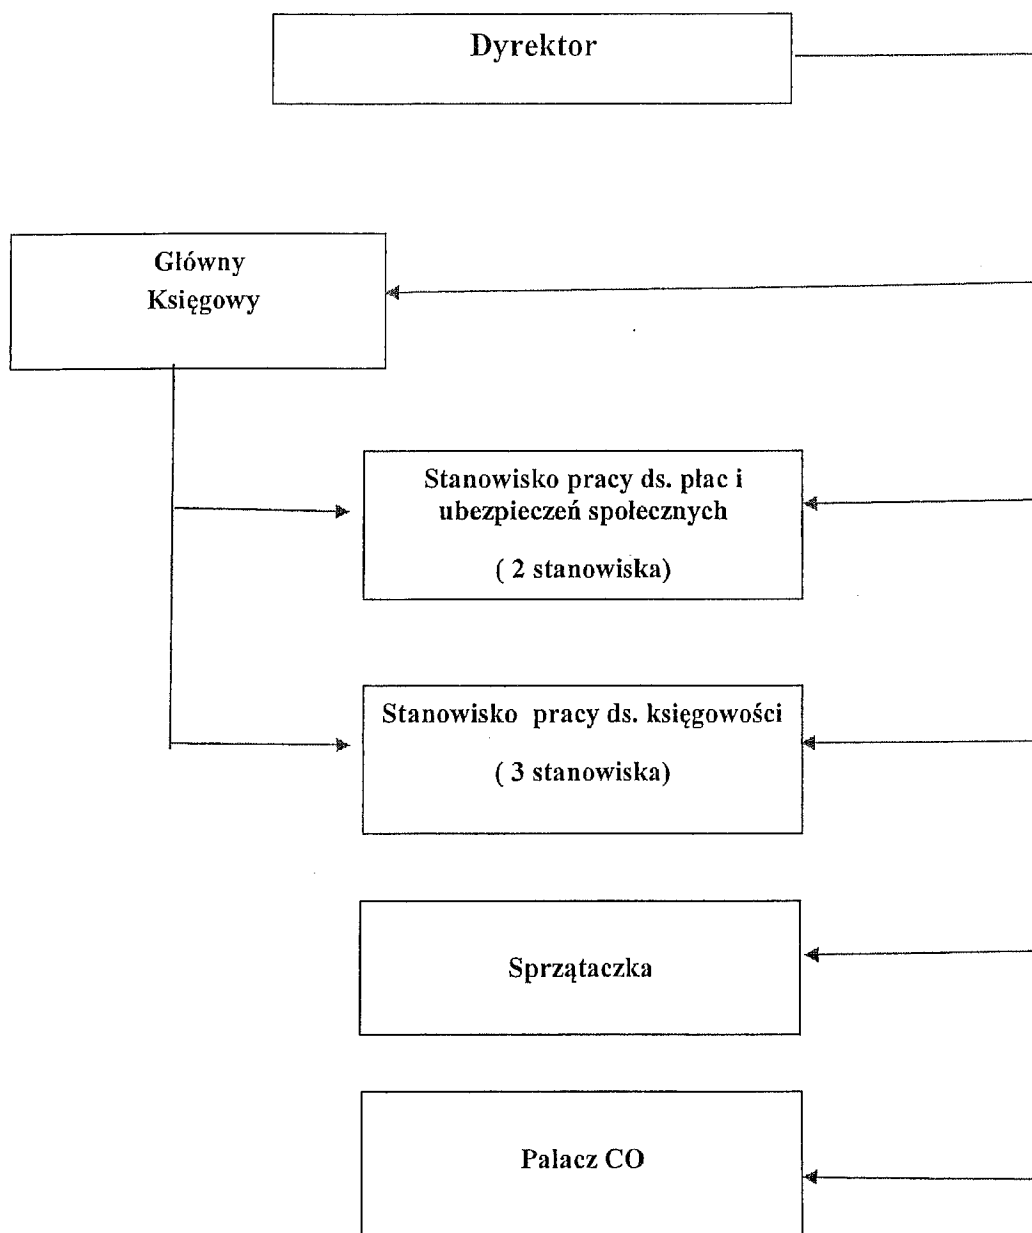 Dyrektor
Główny
Księgowy
Stanowisko pracy ds. płac i
ubezpieczeń społecznych
( 2 stanowiska)
Stanowisko pracy ds. księgowości
( 3 stanowiska)
Sprzątaczka
Palacz CO